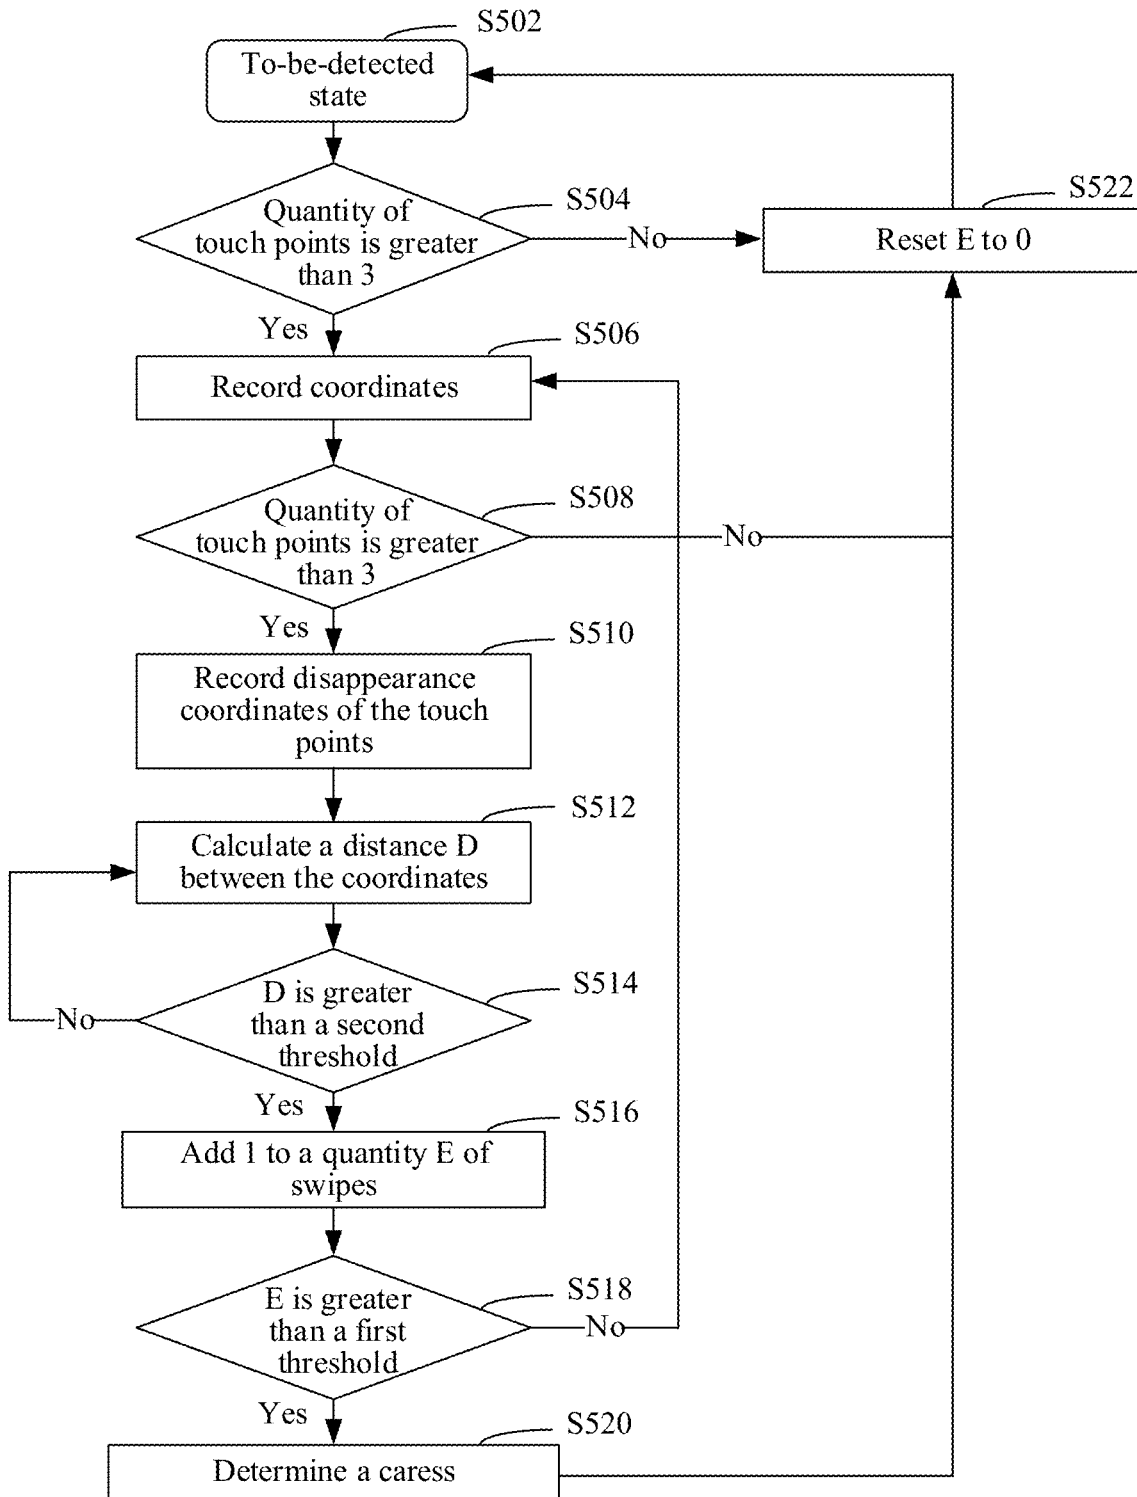 S502
To-be-detected
state
S504
Quantity of
touch points is greater
than 3
No
S522
Reset E to 0
Yes
S506
Record coordinates
S508
Quantity of
touch points is greater
than 3
No
Yes
S510
Record disappearance
coordinates of the touch
points
S512
Calculate a distance D
between the coordinates
S514
D is greater
than a second
threshold
No
Yes
S516
Add 1 to a quantity E of
swipes
S518
E is greater
than a first
threshold
No
Yes
S520
Determine a caress